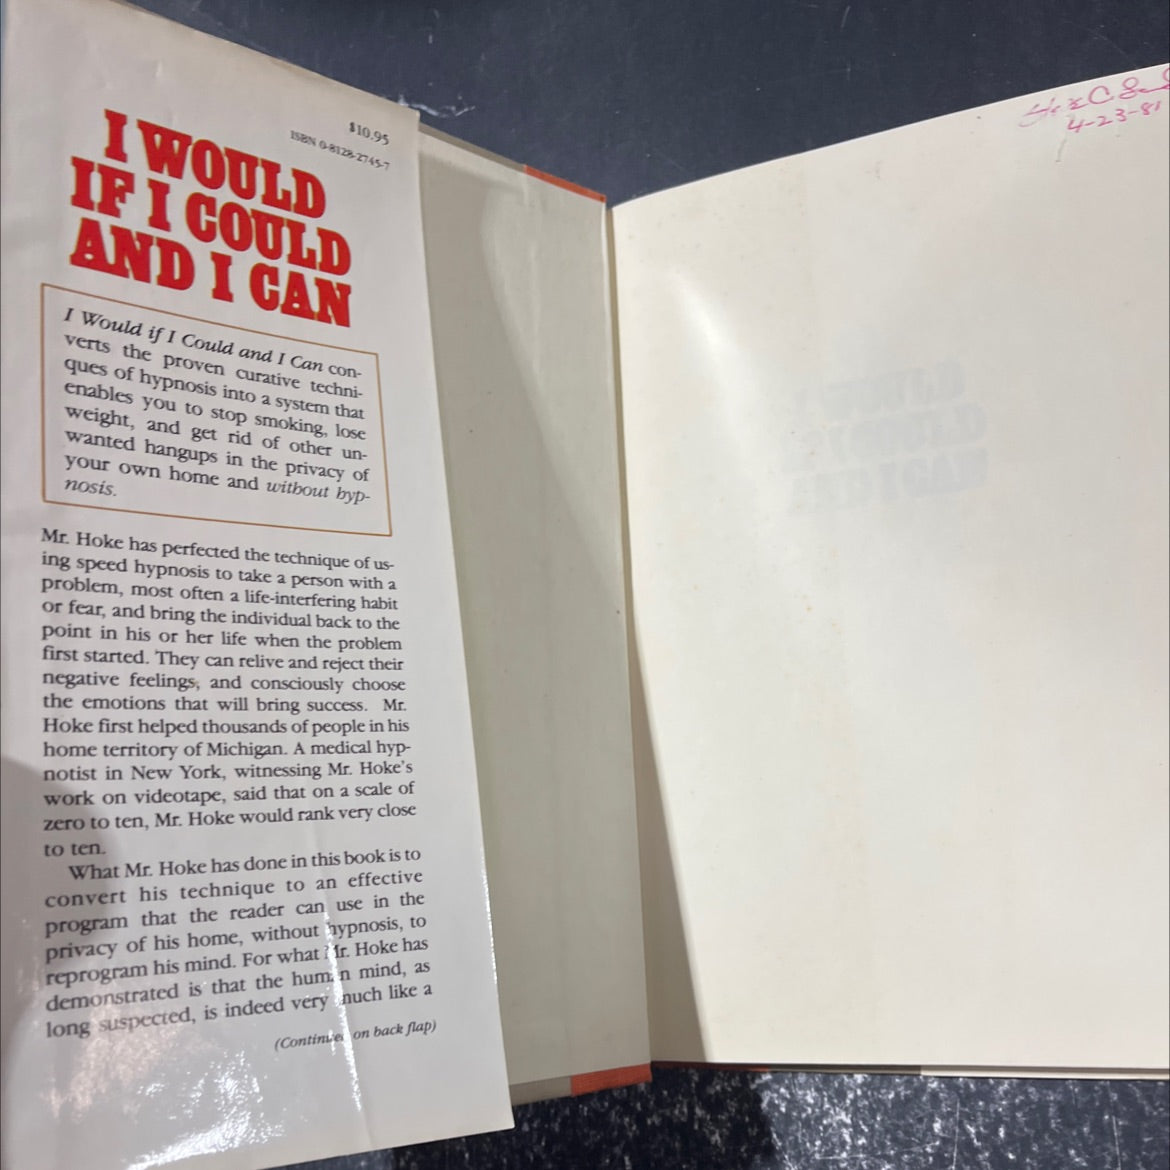 $10.95
ISBN 0-8128-2745-7
I WOULD
IF I COULD
AND I CAN
I Would if I Could and I Can con-
verts the proven curative techni-
ques of hypnosis into a system that
enables you to stop smoking, lose
weight, and get rid of other un-
wanted hangups in the privacy of
your own home and without hyp-
nosis.
Mr. Hoke has perfected the technique of us-
ing speed hypnosis to take a person with a
problem, most often a life-interfering habit
or fear, and bring the individual back to the
point in his or her life when the problem
first started. They can relive and reject their
negative feelings, and consciously choose
the emotions that will bring success. Mr.
Hoke first helped thousands of people in his
home territory of Michigan. A medical hyp-
notist in New York, witnessing Mr. Hoke's
work on videotape, said that on a scale of
zero to ten, Mr. Hoke would rank very close
to ten.
What Mr. Hoke has done in this book is to
convert his technique to an effective
program that the reader can use in the
privacy of his home, without hypnosis, to
reprogram his mind. For what Mr. Hoke has
demonstrated is that the human mind, as
long suspected, is indeed very much like a
(Continued on back flap)
4-23-81